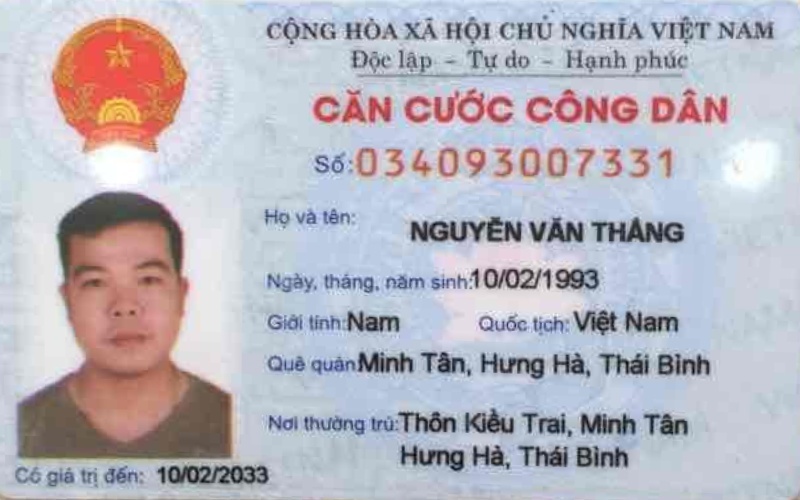 CỘNG HÒA XÃ HỘI CHỦ NGHĨA VIỆT NAM
Độc lập - Tự do - Hạnh phúc
CĂN CƯỚC CÔNG DÂN
Số: 034093007331
Họ và tên: NGUYỄN VĂN THẮNG
Ngày, tháng, năm sinh: 10/02/1993
Giới tính: Nam Quốc tịch: Việt Nam
Quê quán: Minh Tân, Hưng Hà, Thái Bình
Nơi thường trú: Thôn Kiều Trai, Minh Tân
Hưng Hà, Thái Bình
Có giá trị đến: 10/02/2033